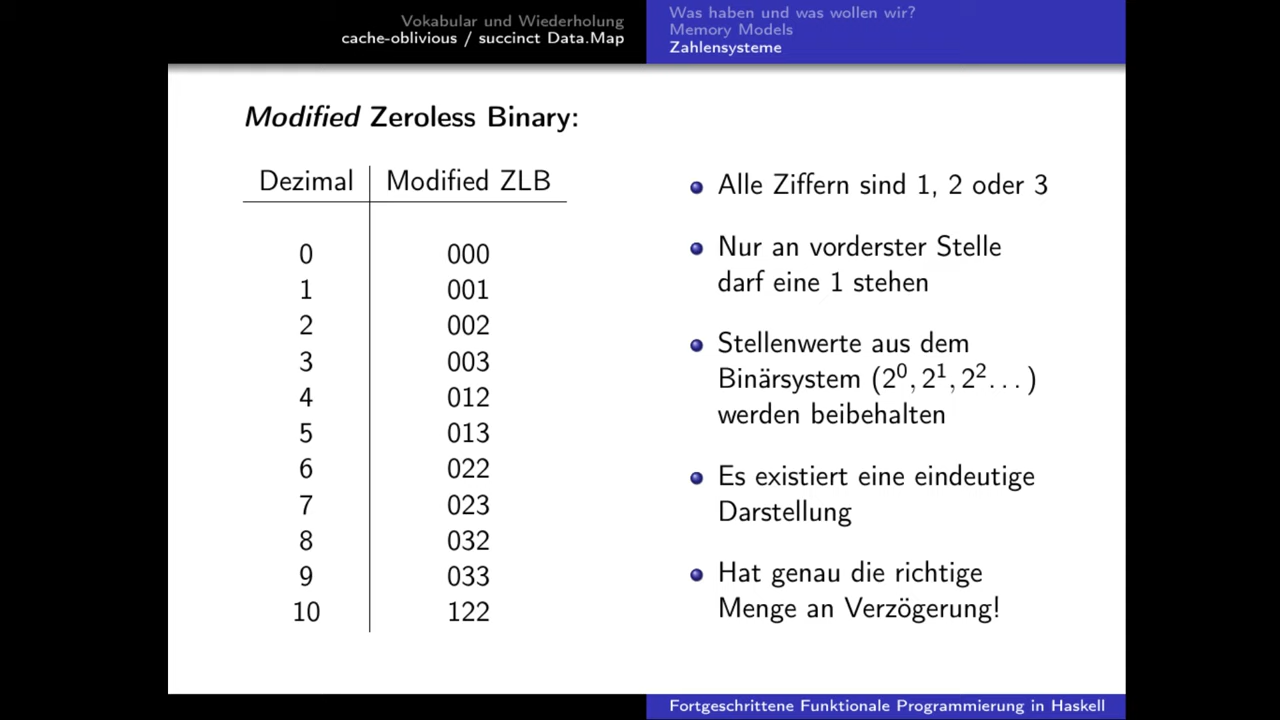 Vokabular und Wiederholung
cache-oblivious / succinct Data.Map
Was haben und was wollen wir?
Memory Models
Zahlensysteme
Modified Zeroless Binary:
Dezimal Modified ZLB
0 000
1 001
2 002
3 003
4 012
5 013
6 022
7 023
8 032
9 033
10 122
Alle Ziffern sind 1, 2 oder 3
Nur an vorderster Stelle
darf eine 1 stehen
Stellenwerte aus dem
Binärsystem (2⁰, 2¹, 2² . . . )
werden beibehalten
Es existiert eine eindeutige
Darstellung
Hat genau die richtige
Menge an Verzögerung!
Fortgeschrittene Funktionale Programmierung in Haskell